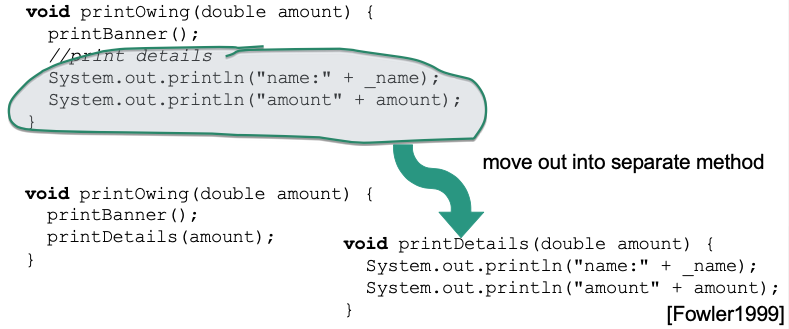 void printOwing(double amount) {
printBanner();
//print details
System.out.println("name:" + _name);
System.out.println("amount" + amount);
}
move out into separate method
void printOwing(double amount) {
printBanner();
printDetails(amount);
}
void printDetails(double amount) {
System.out.println("name:" + _name);
System.out.println("amount" + amount);
}
[Fowler1999]